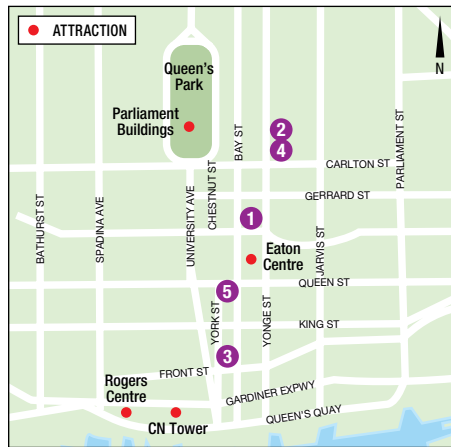 ATTRACTION
N
Queen's
Park
Parliament
Buildings
BAY ST
PARLIAMENT ST
2
4
CARLTON ST
CHESTNUT ST
GERRARD ST
BATHURST ST
SPADINA AVE
UNIVERSITY AVE
1
JARVIS ST
Eaton
Centre
QUEEN ST
5
YORK ST
YONGE ST
KING ST
3
FRONT ST
Rogers
Centre
GARDINER EXPWY
CN Tower
QUEEN'S QUAY